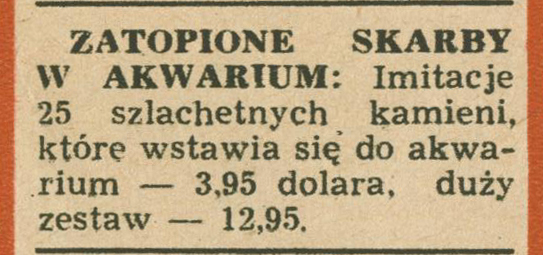 ZATOPIONE SKARBY
W AKWARIUM: Imitacje
25 szlachetnych kamieni,
którę wstawia się do akwa-
rium — 3,95 dolara, duży
zestaw — 12,95.